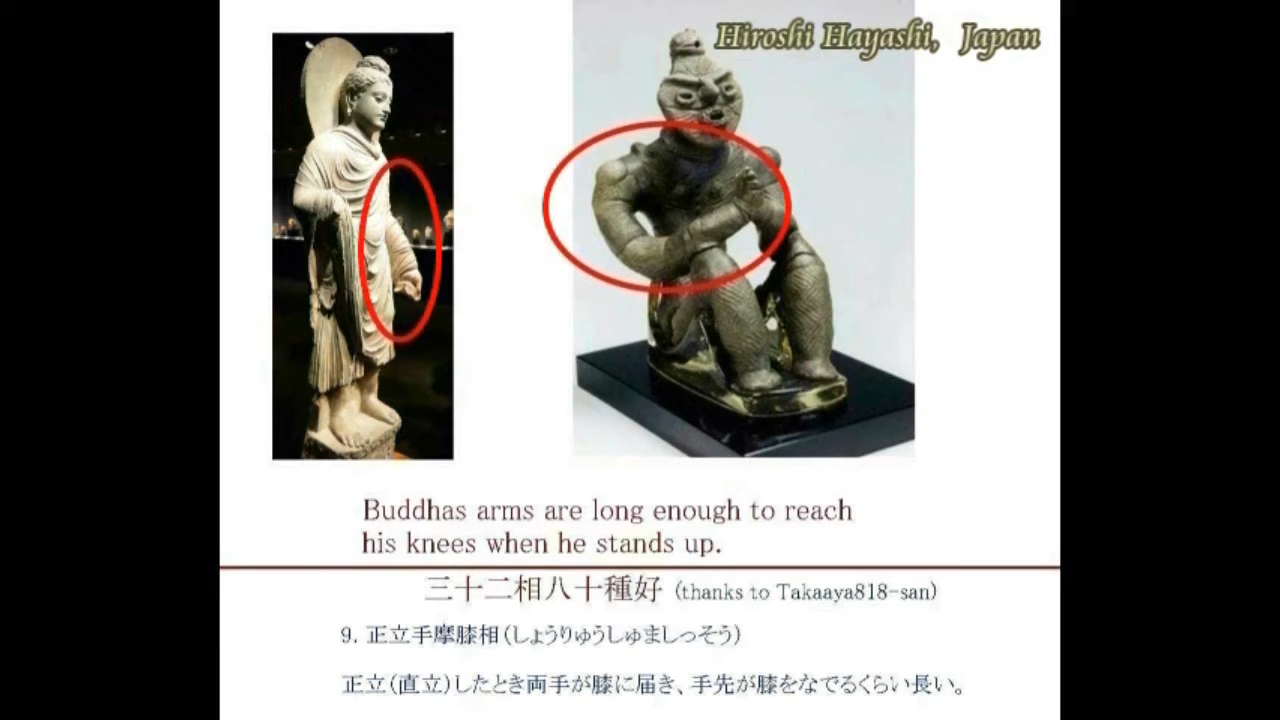 Hiroshi Hayashi, Japan
Buddhas arms are long enough to reach
his knees when he stands up.
三十二相八十種好 (thanks to Takaaya818-san)
9. 正立手摩膝相(しょうりゅうしゅましっそう)
正立(直立)したとき両手が膝に届き、手先が膝をなでるくらい長い。